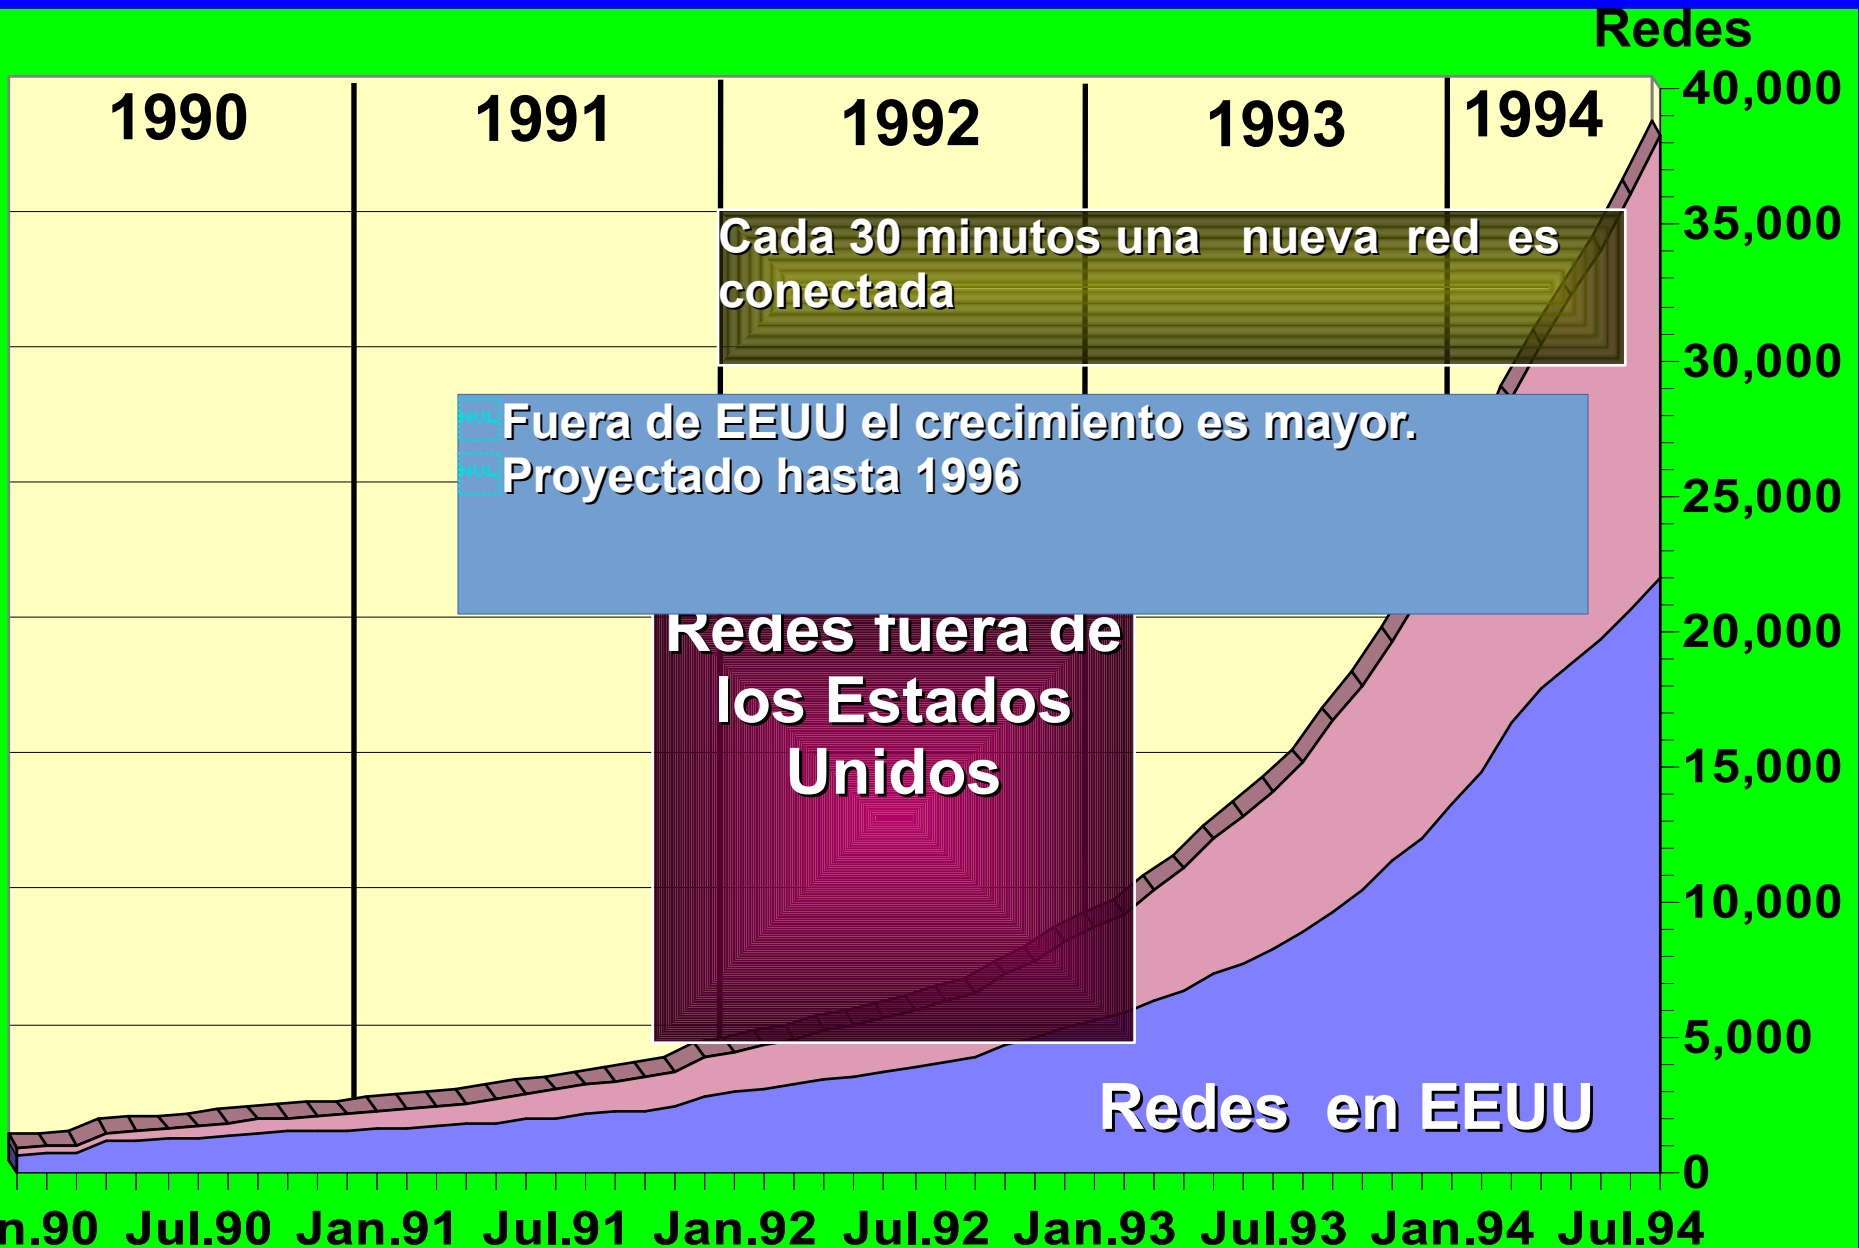 Redes
1990 1991 1992 1993 1994
40,000
Cada 30 minutos una nueva red es
conectada
35,000
30,000
NUL Fuera de EEUU el crecimiento es mayor.
NUL Proyectado hasta 1996
25,000
Redes fuera de
los Estados
Unidos
20,000
15,000
10,000
5,000
Redes en EEUU
0
n.90 Jul.90 Jan.91 Jul.91 Jan.92 Jul.92 Jan.93 Jul.93 Jan.94 Jul.94